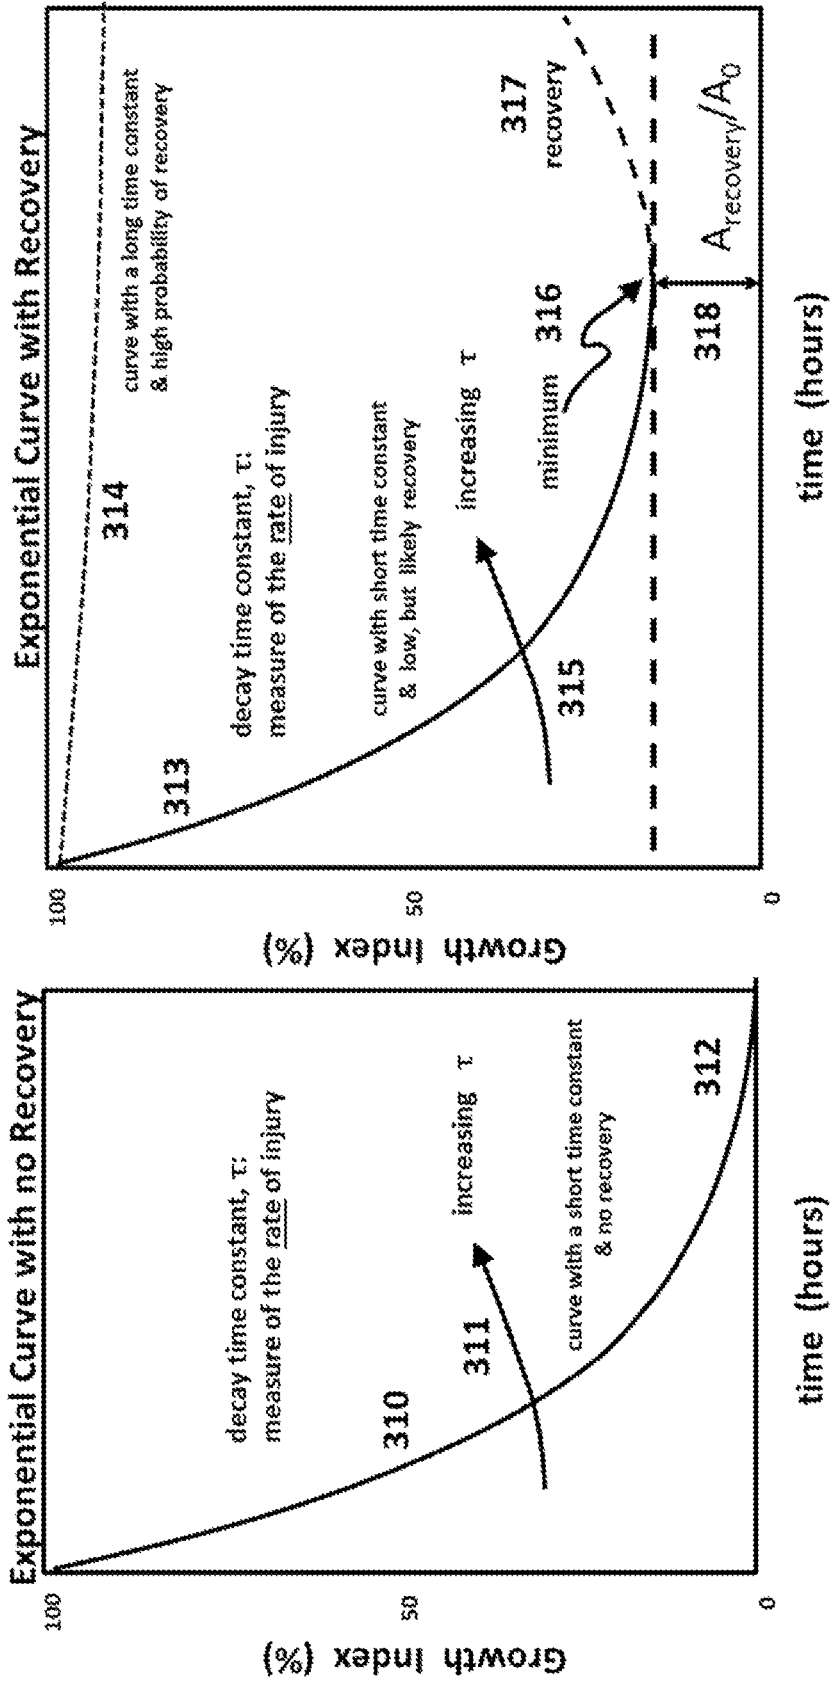 Exponential Curve with no Recovery
Growth Index (%)
100
50
0
decay time constant, τ:
measure of the rate of injury
310
311
increasing τ
curve with a short time constant
& no recovery
312
time (hours)
Exponential Curve with Recovery
Growth Index (%)
100
50
0
313
314
curve with a long time constant
& high probability of recovery
decay time constant, τ:
measure of the rate of injury
curve with short time constant
& low, but likely recovery
increasing τ
315
minimum
316
317
recovery
318
Arecovery/A0
time (hours)